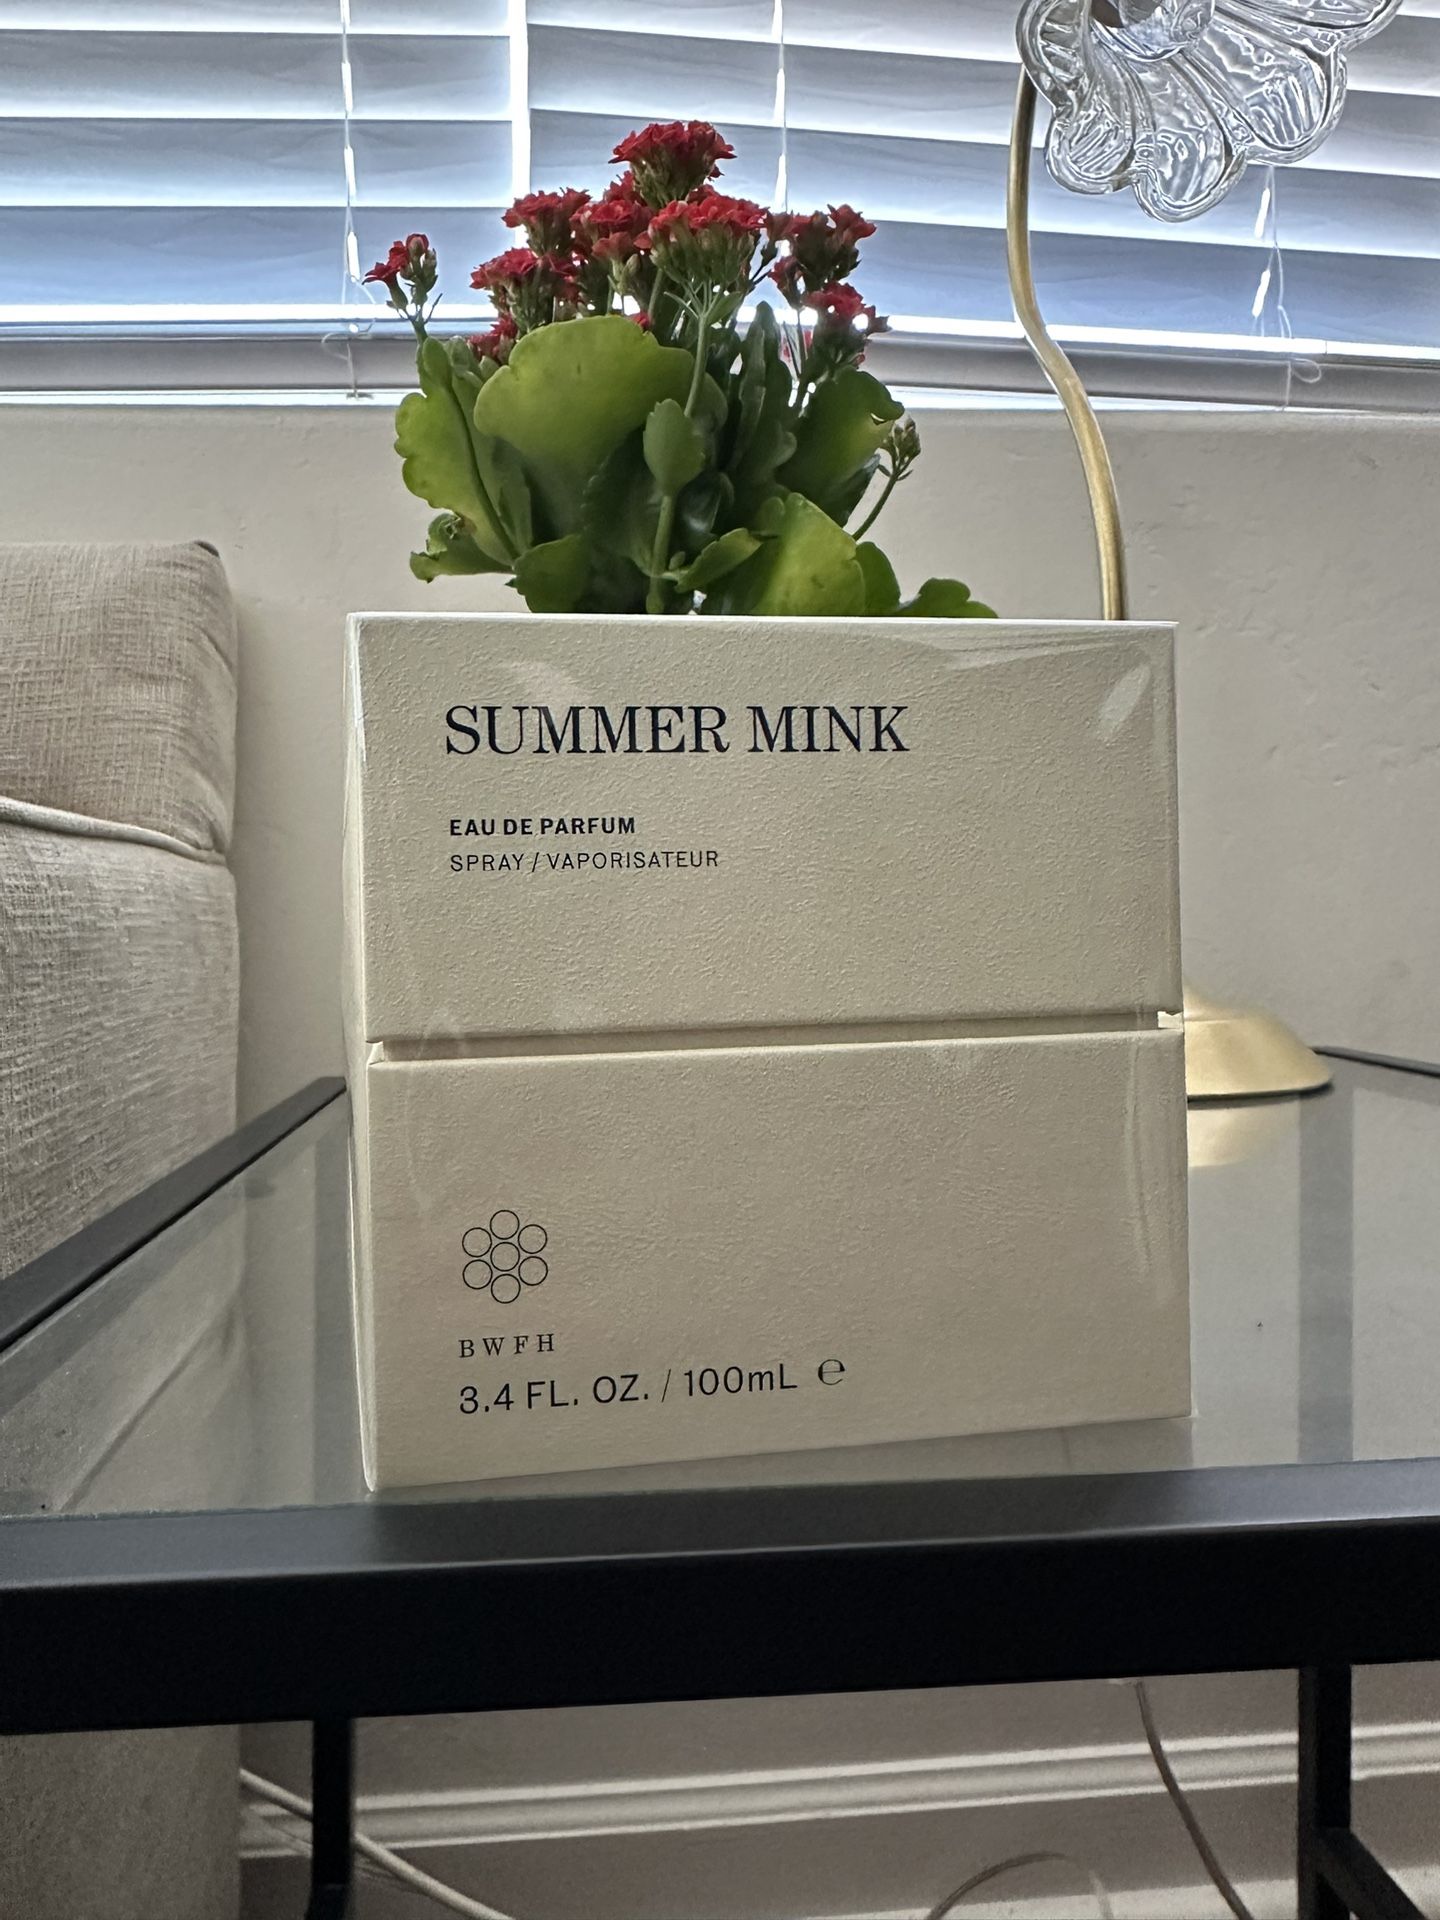 SUMMER MINK
EAU DE PARFUM
SPRAY / VAPORISATEUR
BWFH
3.4 FL. OZ. / 100mL ℮